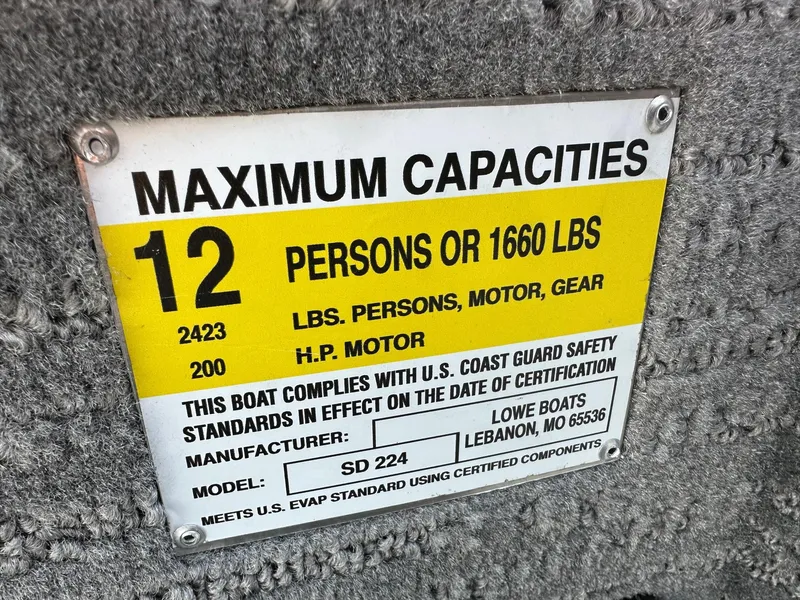 MAXIMUM CAPACITIES
12 PERSONS OR 1660 LBS
2423 LBS. PERSONS, MOTOR, GEAR
200 H.P. MOTOR
THIS BOAT COMPLIES WITH U.S. COAST GUARD SAFETY
STANDARDS IN EFFECT ON THE DATE OF CERTIFICATION
MANUFACTURER: LOWE BOATS
LEBANON, MO 65536
MODEL: SD 224
MEETS U.S. EVAP STANDARD USING CERTIFIED COMPONENTS